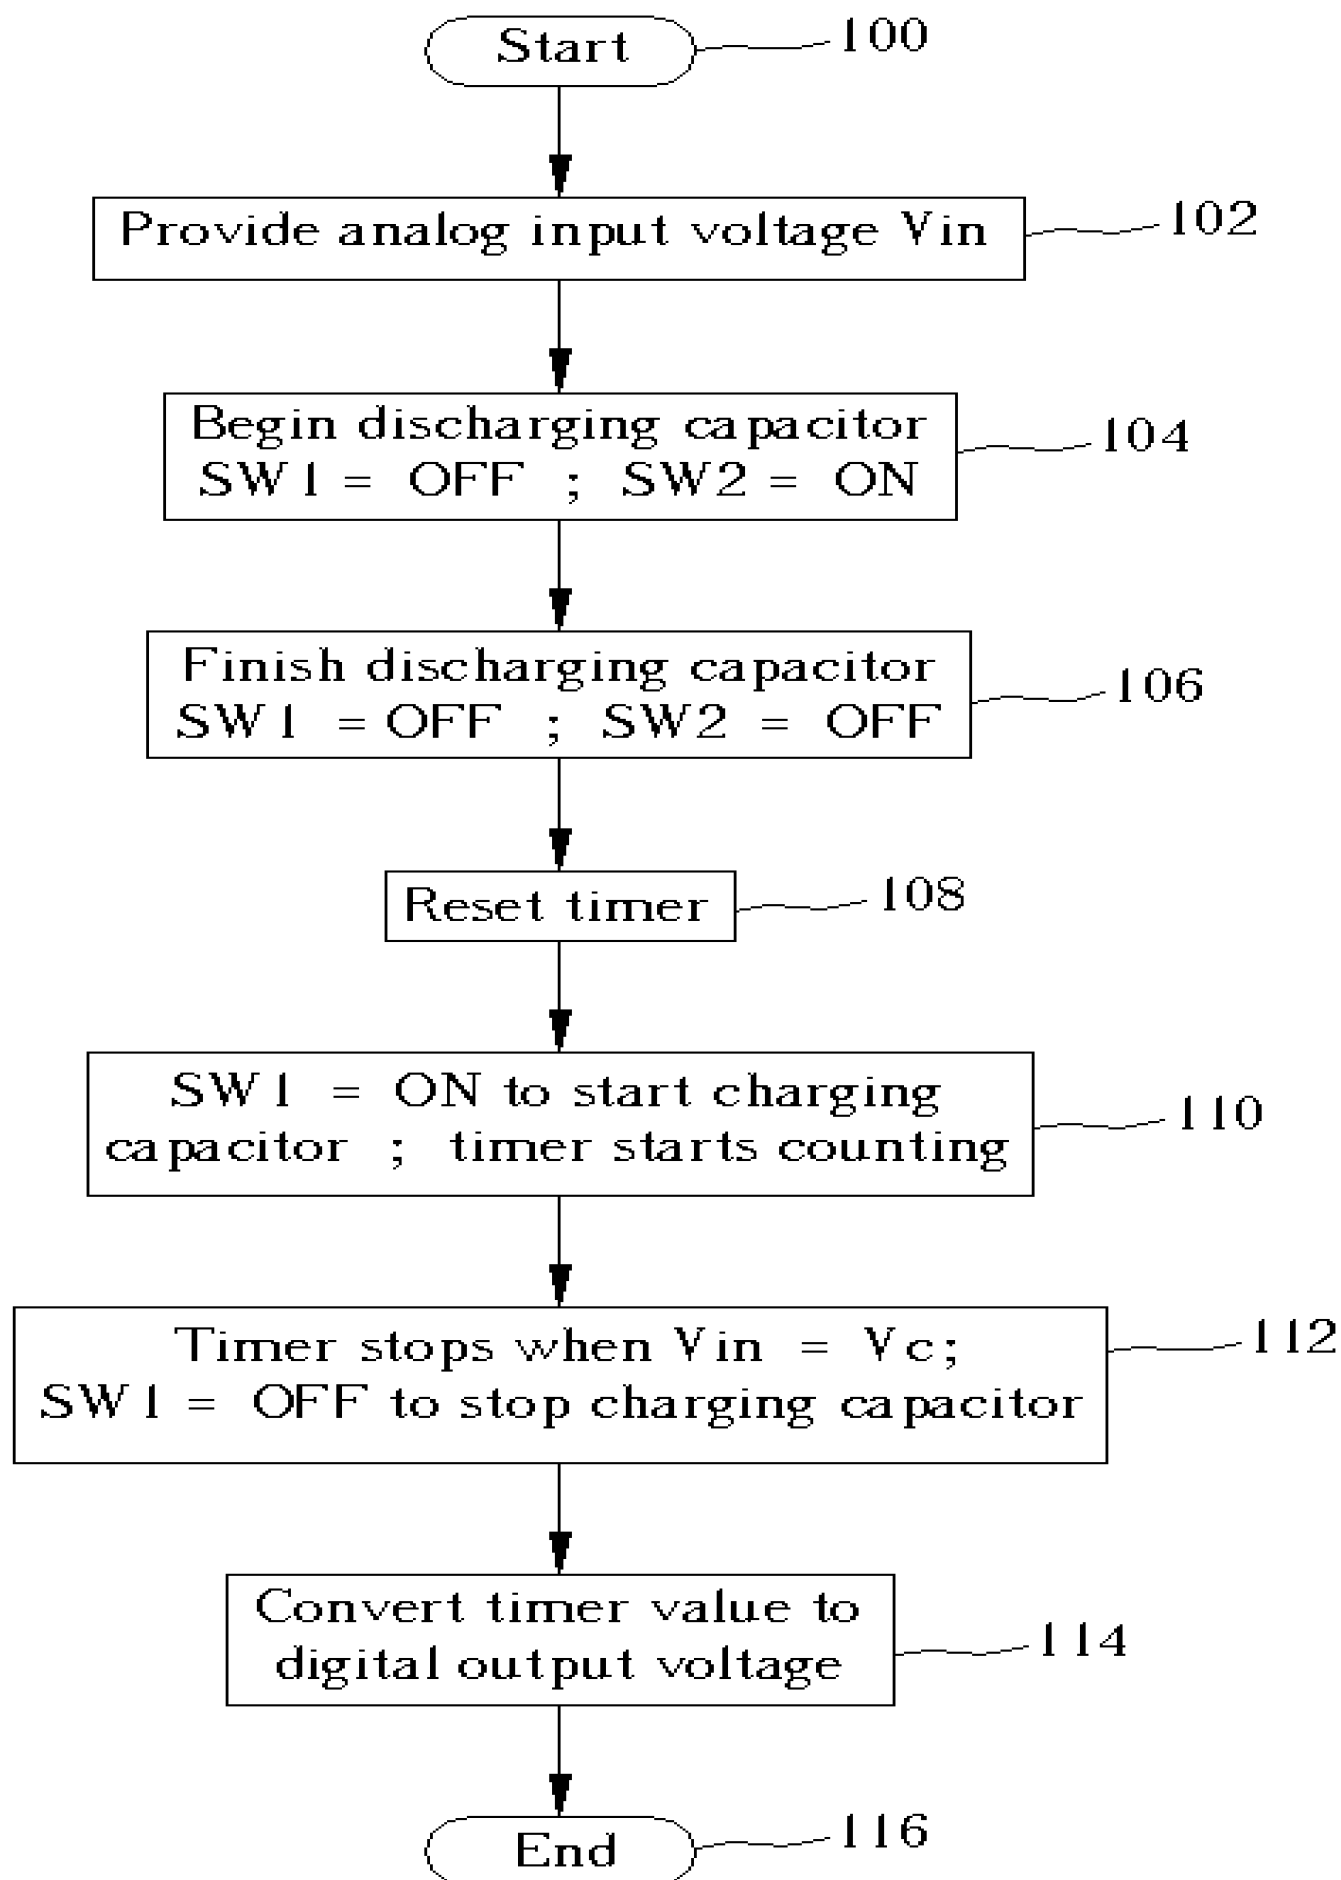 Start
100
Provide analog input voltage Vin
102
Begin discharging capacitor
SW1 = OFF ; SW2 = ON
104
Finish discharging capacitor
SW1 = OFF ; SW2 = OFF
106
Reset timer
108
SW1 = ON to start charging
capacitor ; timer starts counting
110
Timer stops when Vin = Vc;
SW1 = OFF to stop charging capacitor
112
Convert timer value to
digital output voltage
114
End
116